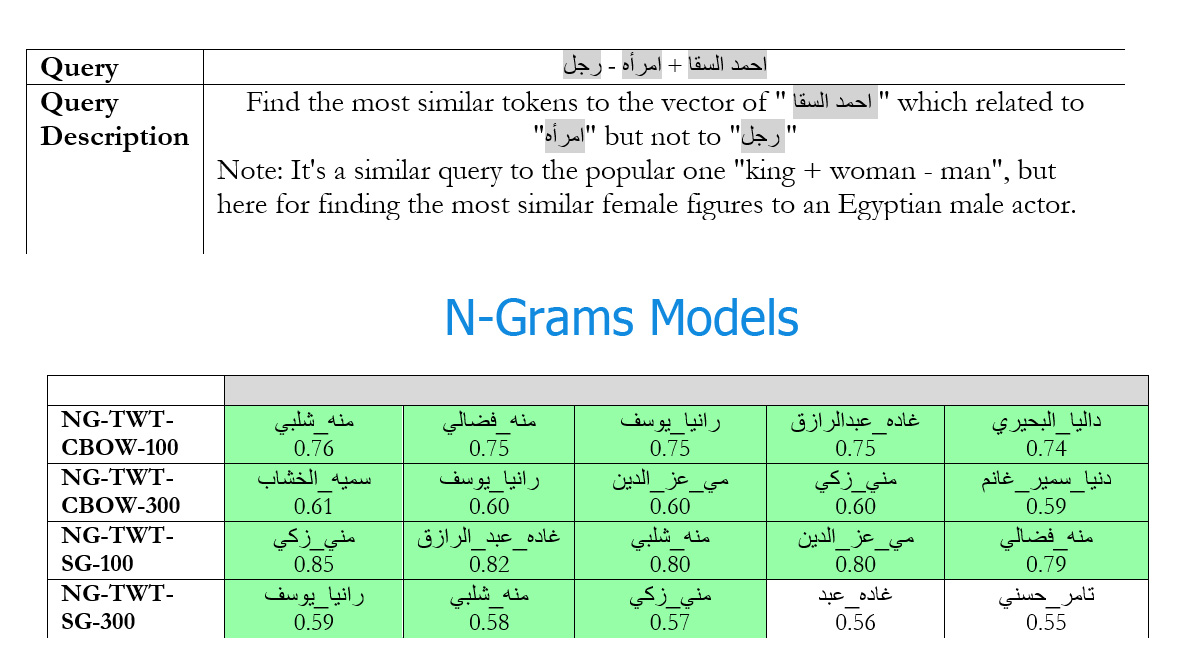 Query
احمد السقا + امرأه - رجل
Query
Description
Find the most similar tokens to the vector of " احمد السقا " which related to
"امرأه" but not to "رجل "
Note: It's a similar query to the popular one "king + woman - man", but
here for finding the most similar female figures to an Egyptian male actor.
N-Grams Models
NG-TWT-
CBOW-100
منه_شلبي منه_فضالي رانيا_يوسف غاده_عبدالرازق داليا_البحيري
0.76 0.75 0.75 0.75 0.74
NG-TWT-
CBOW-300
سميه_الخشاب رانيا_يوسف مي_عز_الدين مني_زكي دنيا_سمير_غانم
0.61 0.60 0.60 0.60 0.59
NG-TWT-
SG-100
مني_زكي غاده_عبد_الرازق منه_شلبي مي_عز_الدين منه_فضالي
0.85 0.82 0.80 0.80 0.79
NG-TWT-
SG-300
رانيا_يوسف منه_شلبي مني_زكي غاده_عبد تامر_حسني
0.59 0.58 0.57 0.56 0.55